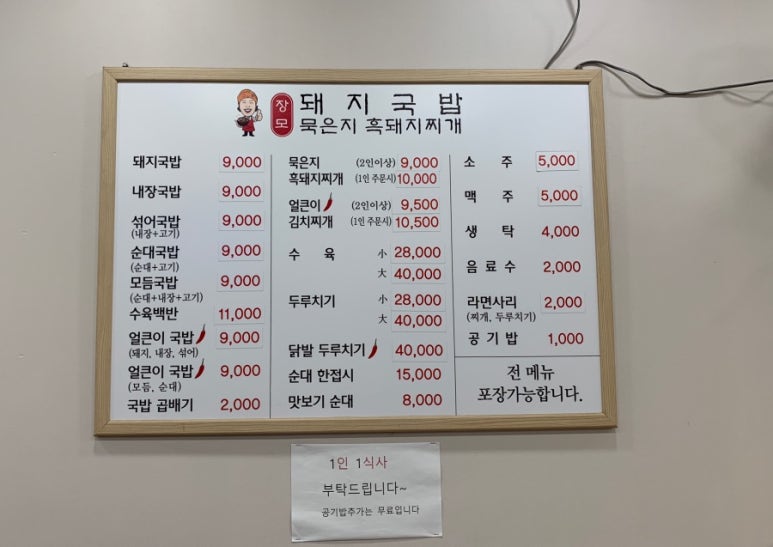 장모
돼지국밥
묵은지 흑돼지찌개
돼지국밥 9,000
내장국밥 9,000
섞어국밥 9,000
(내장+고기)
순대국밥 9,000
(순대+고기)
모듬국밥 9,000
(순대+내장+고기)
수육백반 11,000
얼큰이 국밥 9,000
(돼지, 내장, 섞어)
얼큰이 국밥 9,000
(모듬, 순대)
국밥 곱배기 2,000
묵은지 (2인이상) 9,000
흑돼지찌개 (1인 주문시) 10,000
얼큰이 (2인이상) 9,500
김치찌개 (1인 주문시) 10,500
수육 小 28,000
大 40,000
두루치기 小 28,000
大 40,000
닭발 두루치기 40,000
순대 한접시 15,000
맛보기 순대 8,000
소주 5,000
맥주 5,000
생탁 4,000
음료수 2,000
라면사리 2,000
(찌개, 두루치기)
공기밥 1,000
전 메뉴
포장가능합니다.
1인 1식사
부탁드립니다~
공기밥추가는 무료입니다